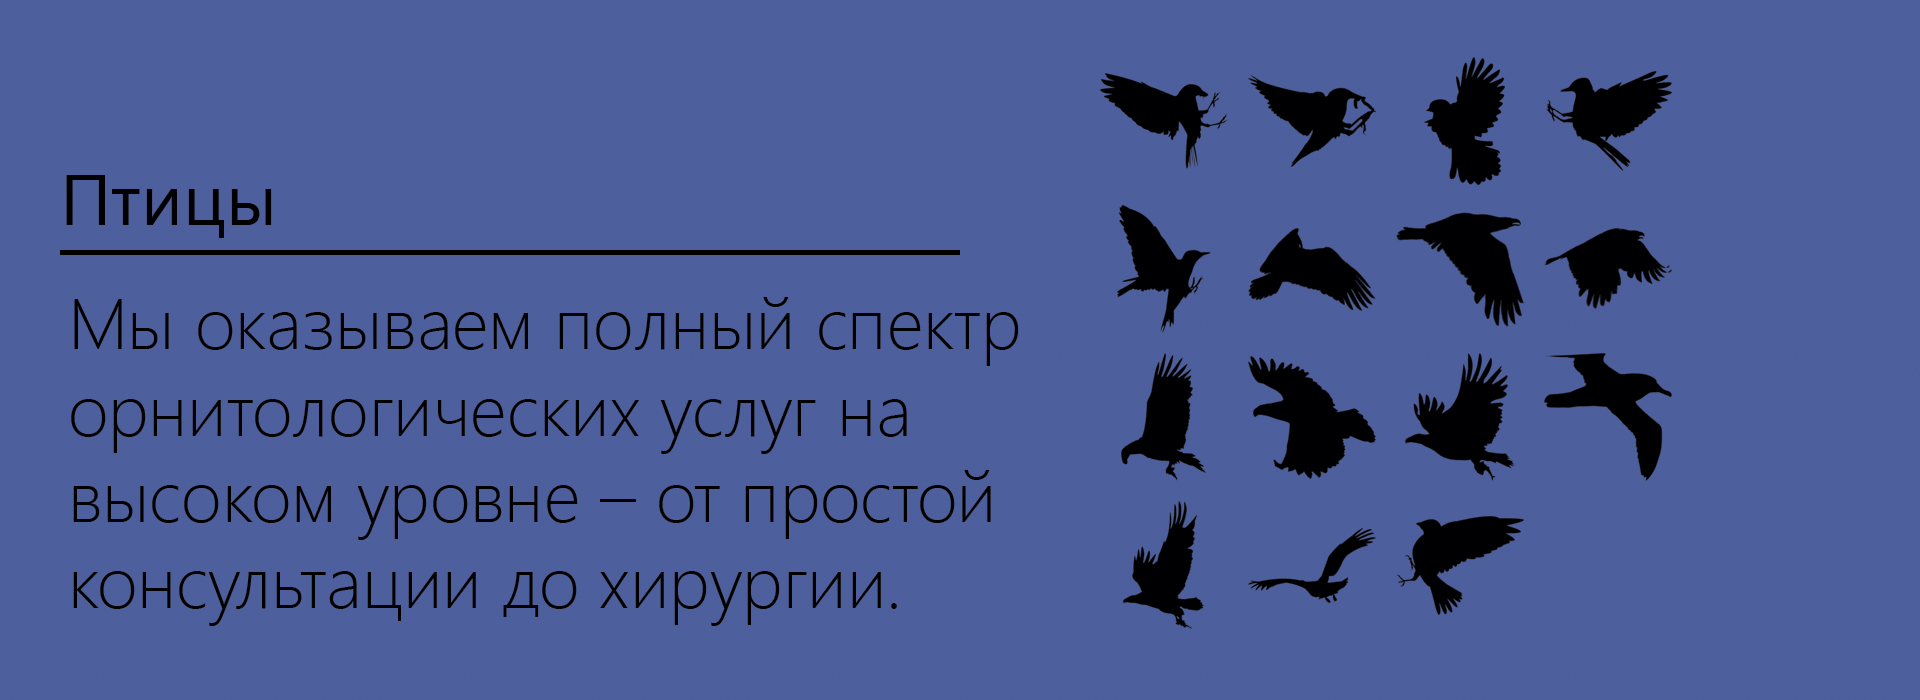 Птицы
Мы оказываем полный спектр
орнитологических услуг на
высоком уровне – от простой
консультации до хирургии.